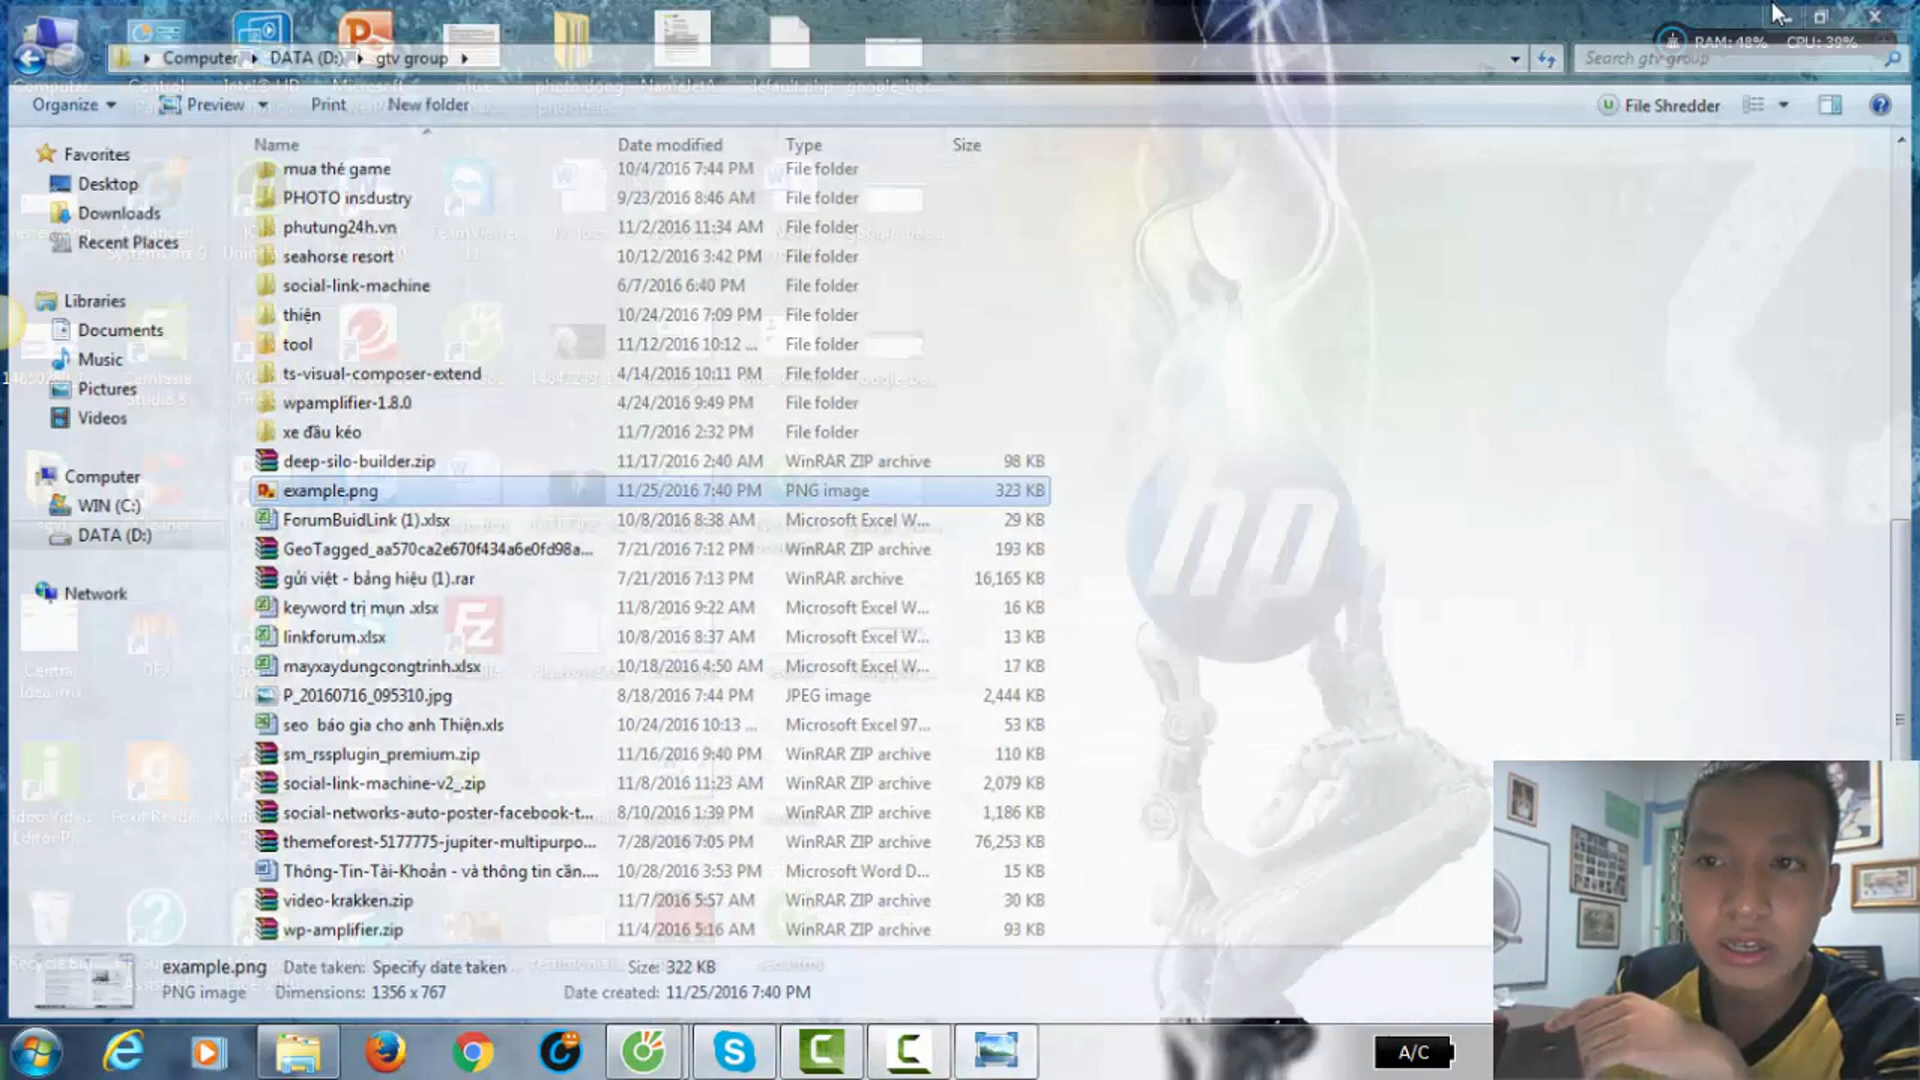 RAM: 48% CPU: 39%
Computer DATA (D:) gtv group
Search gtv group
Organize Preview Print New folder File Shredder
Name Date modified Type Size
Favorites
Desktop
Downloads
Recent Places
Libraries
Documents
Music
Pictures
Videos
Computer
WIN (C:)
DATA (D:)
Network
mua thẻ game 10/4/2016 7:44 PM File folder
PHOTO insdustry 9/23/2016 8:46 AM File folder
phutung24h.vn 11/2/2016 11:34 AM File folder
seahorse resort 10/12/2016 3:42 PM File folder
social-link-machine 6/7/2016 6:40 PM File folder
thiện 10/24/2016 7:09 PM File folder
tool 11/12/2016 10:12 ... File folder
ts-visual-composer-extend 4/14/2016 10:11 PM File folder
wpamplifier-1.8.0 4/24/2016 9:49 PM File folder
xe đầu kéo 11/7/2016 2:32 PM File folder
deep-silo-builder.zip 11/17/2016 2:40 AM WinRAR ZIP archive 98 KB
example.png 11/25/2016 7:40 PM PNG image 323 KB
ForumBuidLink (1).xlsx 10/8/2016 8:38 AM Microsoft Excel W... 29 KB
GeoTagged_aa570ca2e670f434a6e0fd98a... 7/21/2016 7:12 PM WinRAR ZIP archive 193 KB
gửi việt - bảng hiệu (1).rar 7/21/2016 7:13 PM WinRAR archive 16,165 KB
keyword trị mụn .xlsx 11/8/2016 9:22 AM Microsoft Excel W... 16 KB
linkforum.xlsx 10/8/2016 8:37 AM Microsoft Excel W... 13 KB
mayxaydungcongtrinh.xlsx 10/18/2016 4:50 AM Microsoft Excel W... 17 KB
P_20160716_095310.jpg 8/18/2016 7:44 PM JPEG image 2,444 KB
seo báo gia cho anh Thiện.xls 10/24/2016 10:13 ... Microsoft Excel 97... 53 KB
sm_rssplugin_premium.zip 11/16/2016 9:40 PM WinRAR ZIP archive 110 KB
social-link-machine-v2_.zip 11/8/2016 11:23 AM WinRAR ZIP archive 2,079 KB
social-networks-auto-poster-facebook-t... 8/10/2016 1:39 PM WinRAR ZIP archive 1,186 KB
themeforest-5177775-jupiter-multipurpo... 7/28/2016 7:05 PM WinRAR ZIP archive 76,253 KB
Thông-Tin-Tài-Khoản - và thông tin cần.... 10/28/2016 3:53 PM Microsoft Word D... 15 KB
video-krakken.zip 11/7/2016 5:57 AM WinRAR ZIP archive 30 KB
wp-amplifier.zip 11/4/2016 5:16 AM WinRAR ZIP archive 93 KB
hp
example.png Date taken: Specify date taken Size: 322 KB
PNG image Dimensions: 1356 x 767 Date created: 11/25/2016 7:40 PM
A/C